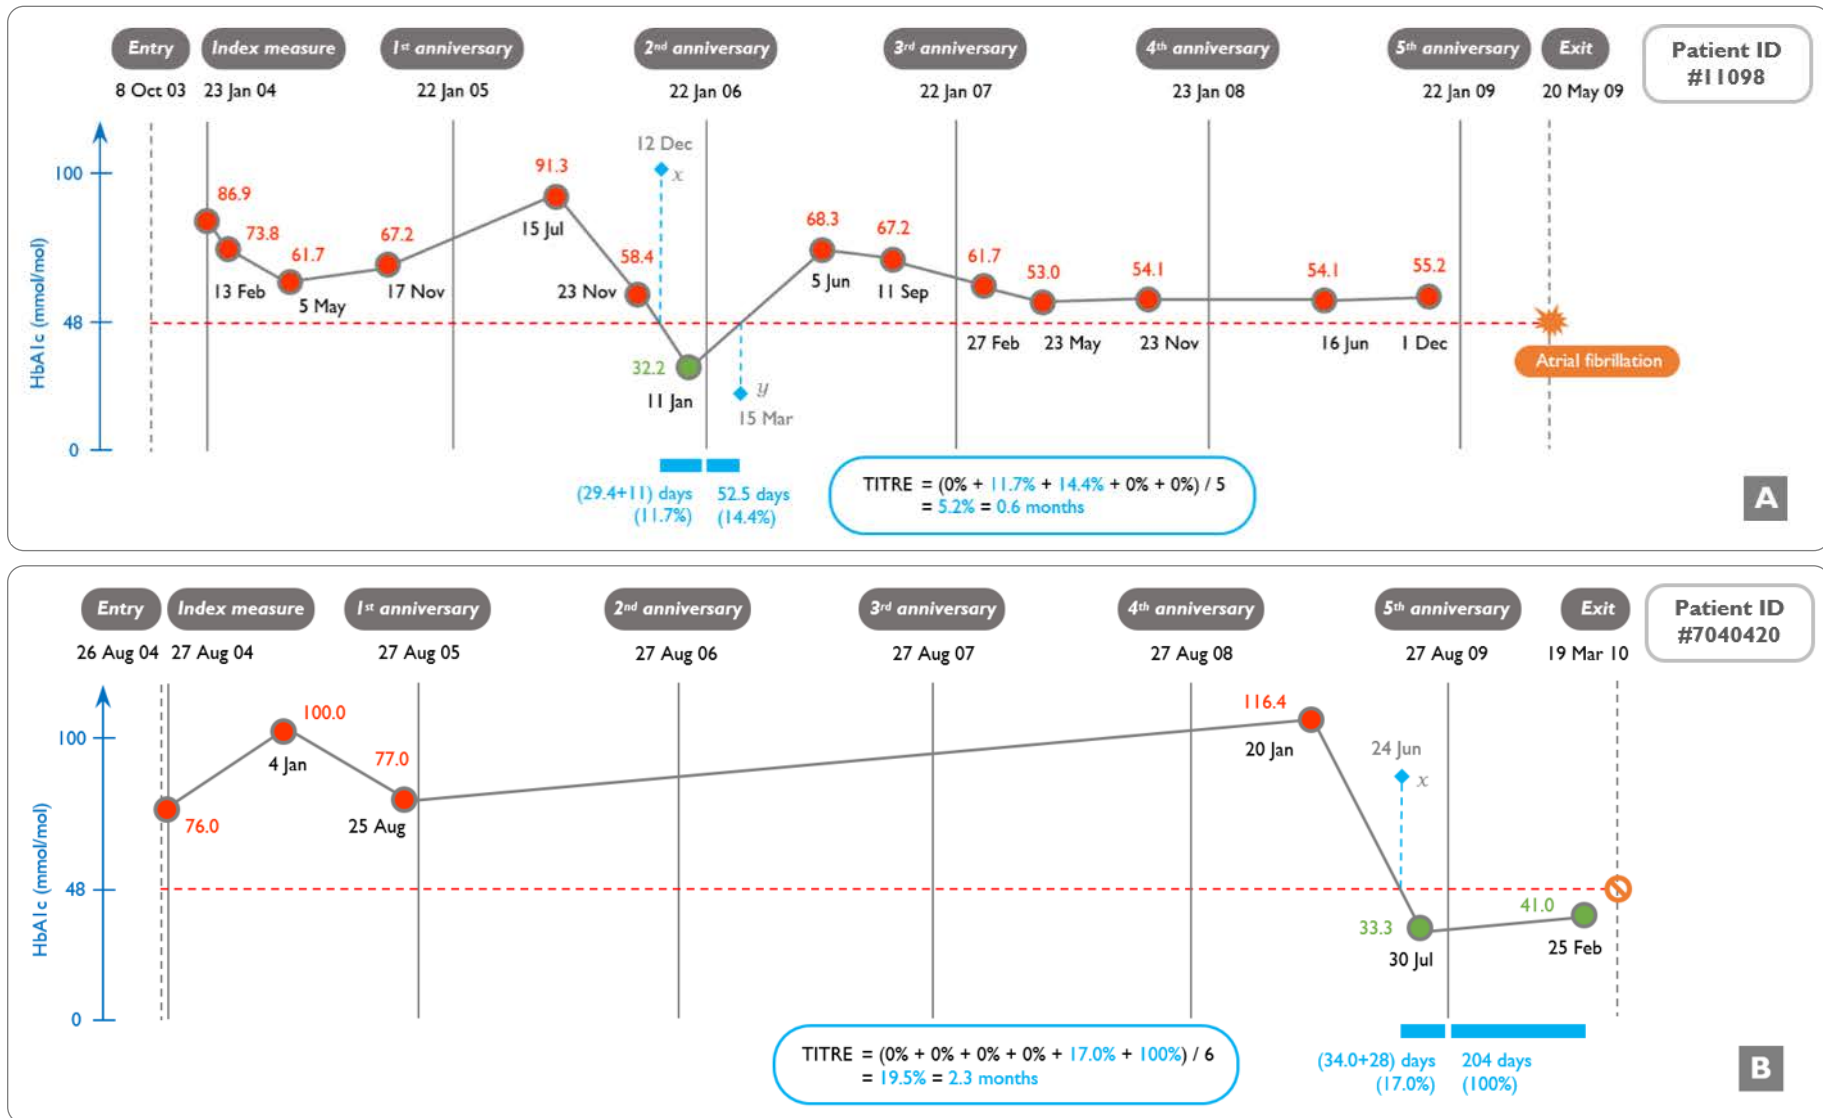 Entry
Index measure
1st anniversary
2nd anniversary
3rd anniversary
4th anniversary
5th anniversary
Exit
Patient ID
#11098
8 Oct 03
23 Jan 04
22 Jan 05
22 Jan 06
22 Jan 07
23 Jan 08
22 Jan 09
20 May 09
HbA1c (mmol/mol)
100
48
0
86.9
73.8
13 Feb
61.7
5 May
67.2
17 Nov
91.3
15 Jul
58.4
23 Nov
12 Dec
x
32.2
11 Jan
y
15 Mar
68.3
5 Jun
67.2
11 Sep
61.7
27 Feb
53.0
23 May
54.1
23 Nov
54.1
16 Jun
55.2
1 Dec
Atrial fibrillation
(29.4+11) days
(11.7%)
52.5 days
(14.4%)
TITRE = (0% + 11.7% + 14.4% + 0% + 0%) / 5
= 5.2% = 0.6 months
A
Entry
Index measure
1st anniversary
2nd anniversary
3rd anniversary
4th anniversary
5th anniversary
Exit
Patient ID
#7040420
26 Aug 04
27 Aug 04
27 Aug 05
27 Aug 06
27 Aug 07
27 Aug 08
27 Aug 09
19 Mar 10
HbA1c (mmol/mol)
100
48
0
76.0
100.0
4 Jan
77.0
25 Aug
116.4
20 Jan
24 Jun
x
33.3
30 Jul
41.0
25 Feb
TITRE = (0% + 0% + 0% + 0% + 17.0% + 100%) / 6
= 19.5% = 2.3 months
(34.0+28) days
(17.0%)
204 days
(100%)
B